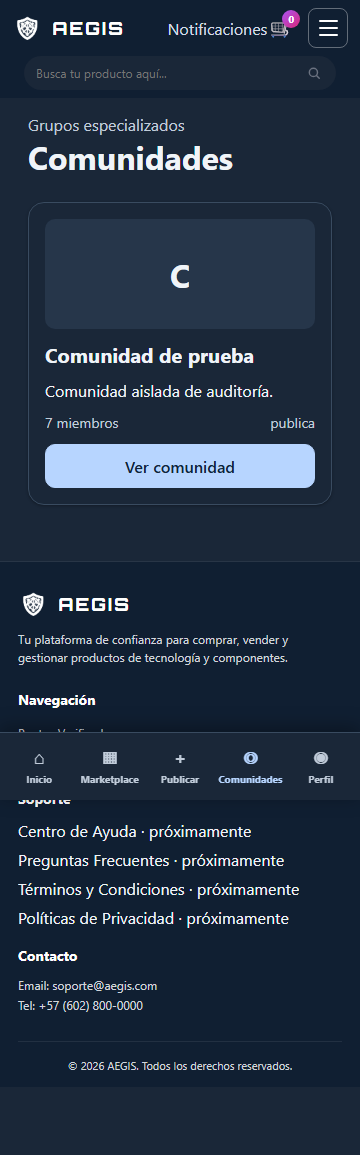 AEGIS
Notificaciones
0
Busca tu producto aquí...
Grupos especializados
Comunidades
C
Comunidad de prueba
Comunidad aislada de auditoría.
7 miembros publica
Ver comunidad
AEGIS
Tu plataforma de confianza para comprar, vender y
gestionar productos de tecnología y componentes.
Navegación
Inicio Marketplace Publicar Comunidades Perfil
Soporte
Centro de Ayuda · próximamente
Preguntas Frecuentes · próximamente
Términos y Condiciones · próximamente
Políticas de Privacidad · próximamente
Contacto
Email: soporte@aegis.com
Tel: +57 (602) 800-0000
© 2026 AEGIS. Todos los derechos reservados.